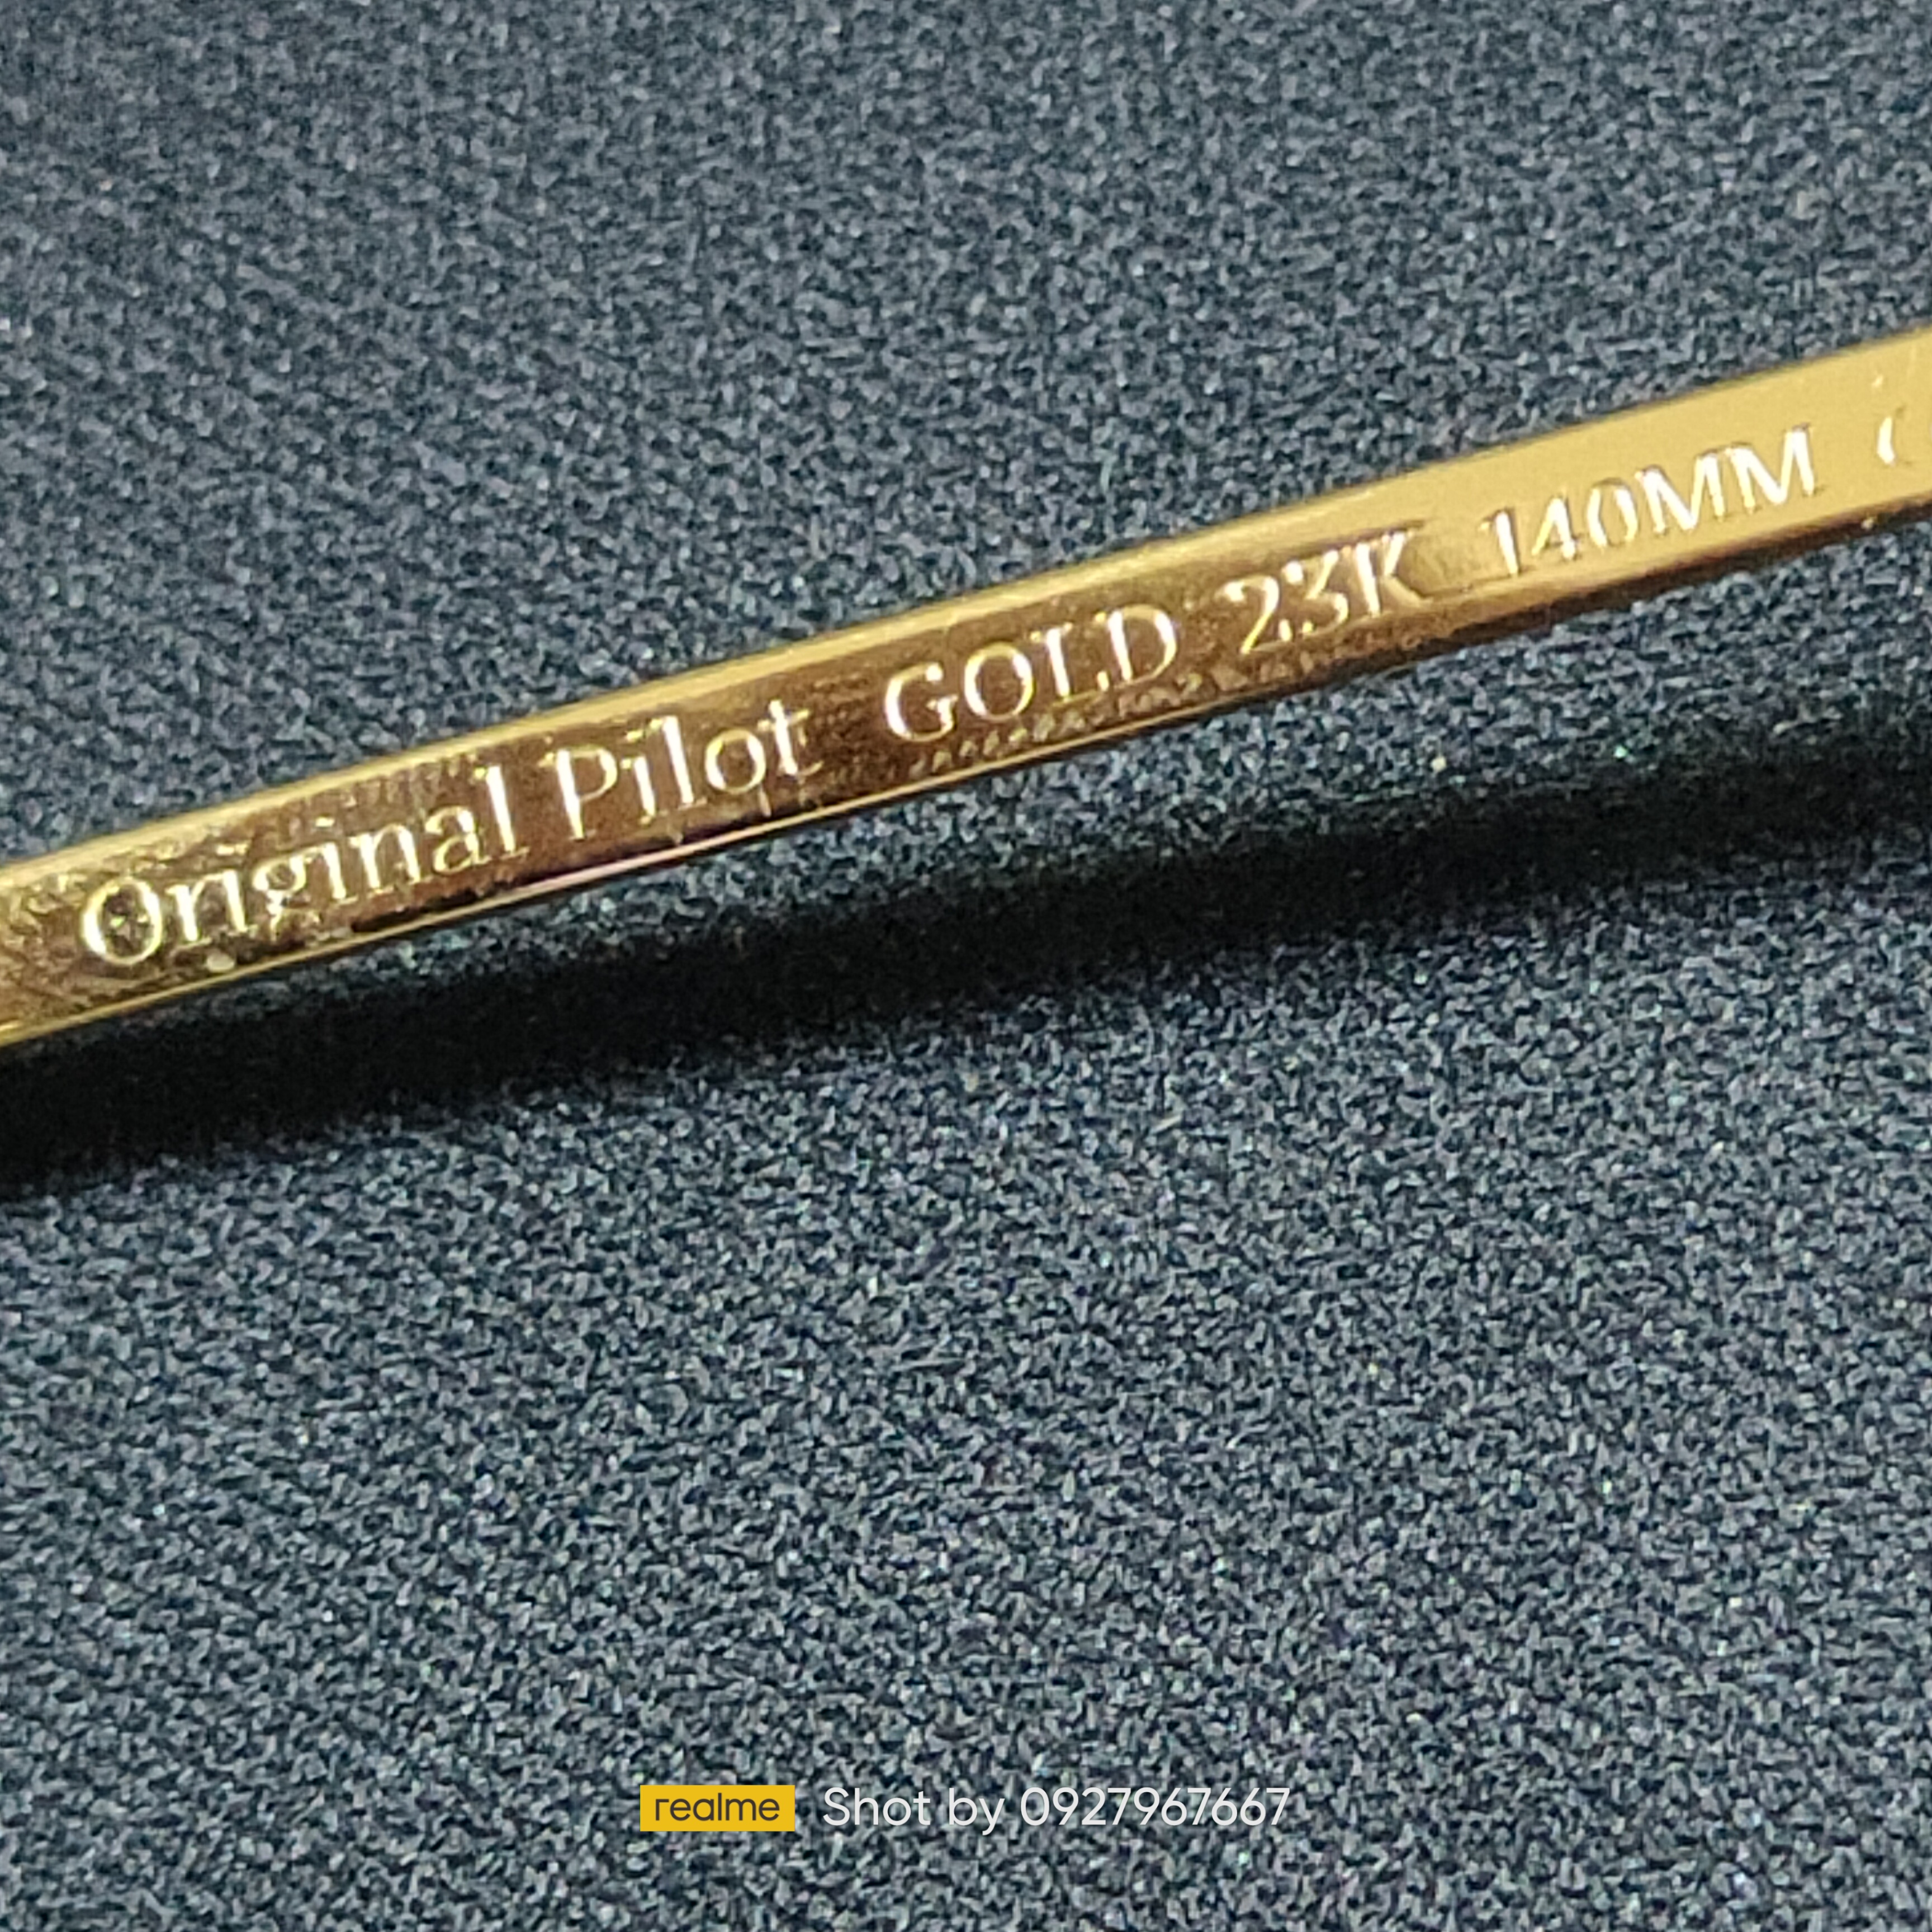 Original Pilot GOLD 23K 140MM
realme Shot by 0927967667